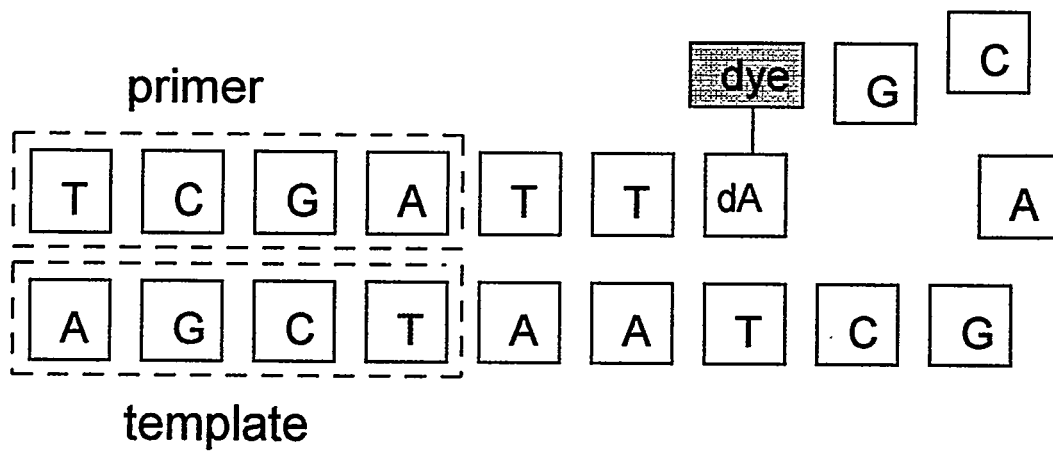 primer
dye
G
C
T C G A T T dA
A
A G C T A A T C G
template